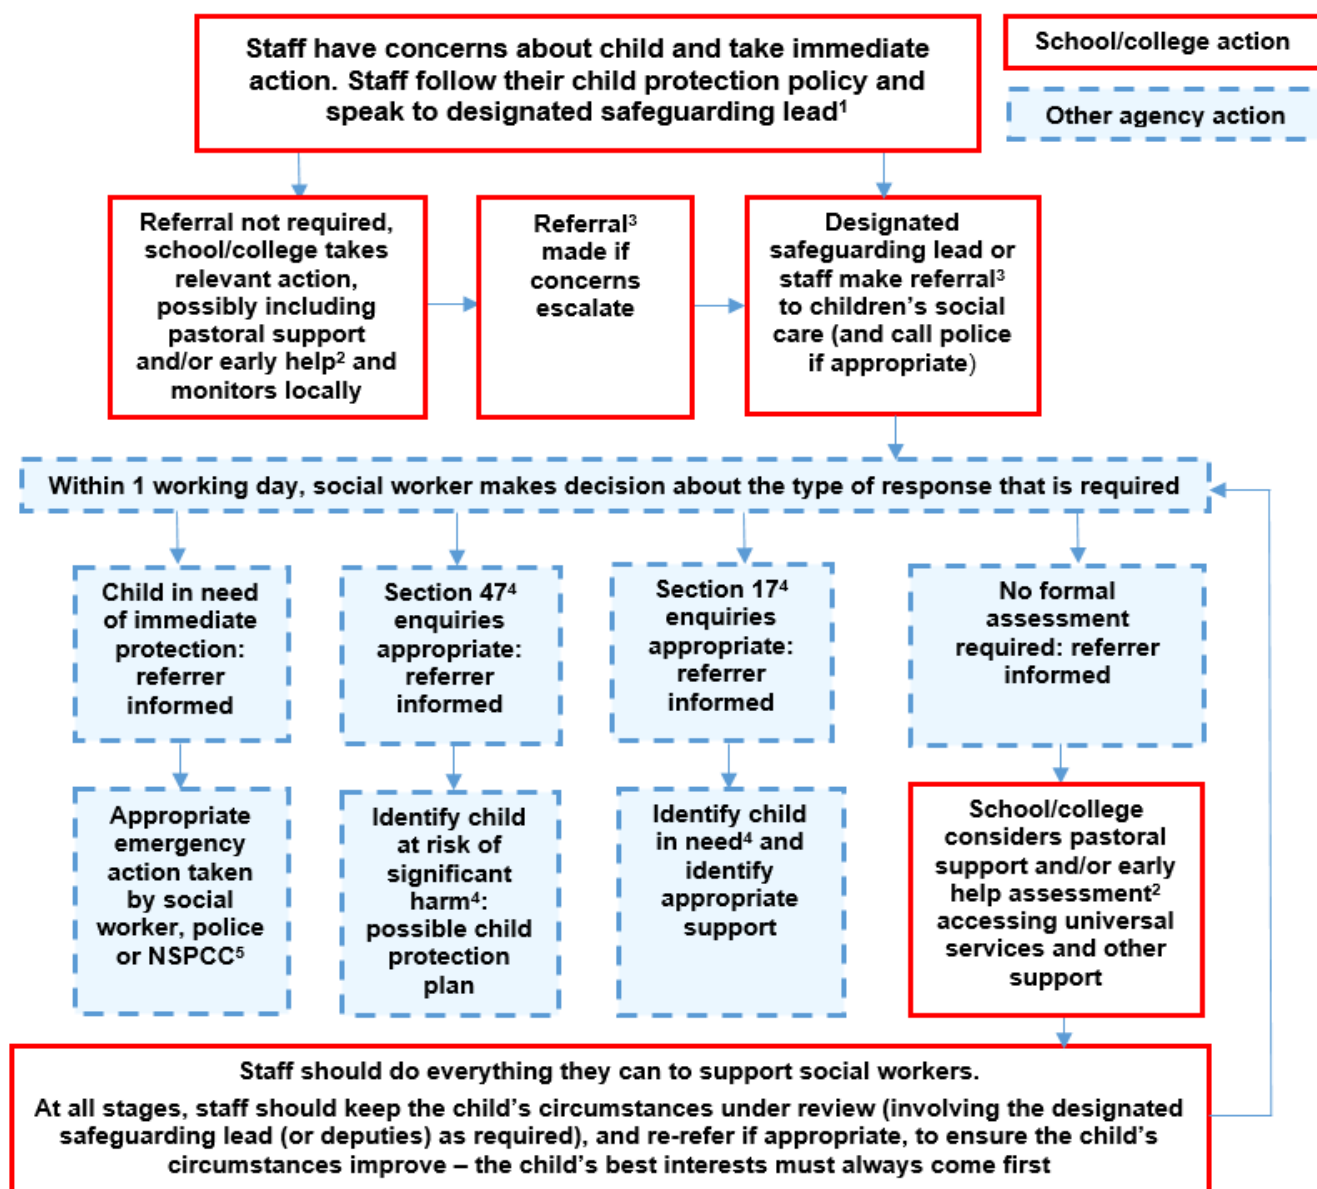 Staff have concerns about child and take immediate
action. Staff follow their child protection policy and
speak to designated safeguarding lead¹
School/college action
Other agency action
Referral not required,
school/college takes
relevant action,
possibly including
pastoral support
and/or early help² and
monitors locally
Referral³
made if
concerns
escalate
Designated
safeguarding lead or
staff make referral³
to children’s social
care (and call police
if appropriate)
Within 1 working day, social worker makes decision about the type of response that is required
Child in need
of immediate
protection:
referrer
informed
Section 47⁴
enquiries
appropriate:
referrer
informed
Section 17⁴
enquiries
appropriate:
referrer
informed
No formal
assessment
required: referrer
informed
Appropriate
emergency
action taken
by social
worker, police
or NSPCC⁵
Identify child
at risk of
significant
harm⁴:
possible child
protection
plan
Identify child
in need⁴ and
identify
appropriate
support
School/college
considers pastoral
support and/or early
help assessment²
accessing universal
services and other
support
Staff should do everything they can to support social workers.
At all stages, staff should keep the child’s circumstances under review (involving the designated
safeguarding lead (or deputies) as required), and re-refer if appropriate, to ensure the child’s
circumstances improve – the child’s best interests must always come first